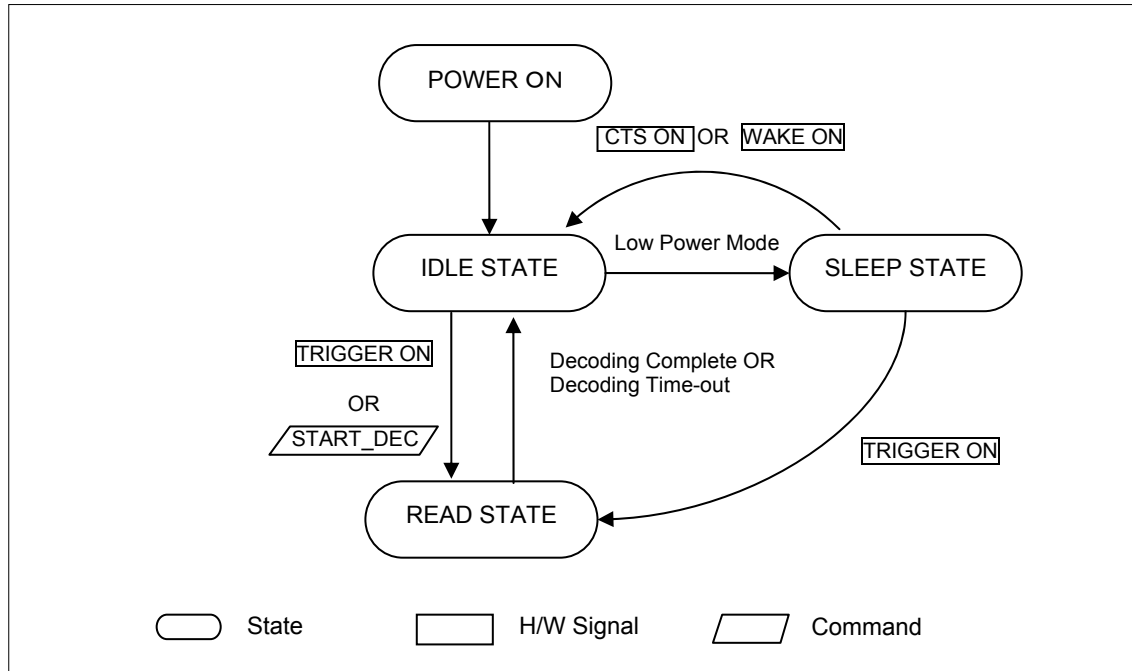 POWER ON
CTS ON OR WAKE ON
Low Power Mode
IDLE STATE
SLEEP STATE
TRIGGER ON
OR
START_DEC
Decoding Complete OR
Decoding Time-out
TRIGGER ON
READ STATE
State
H/W Signal
Command